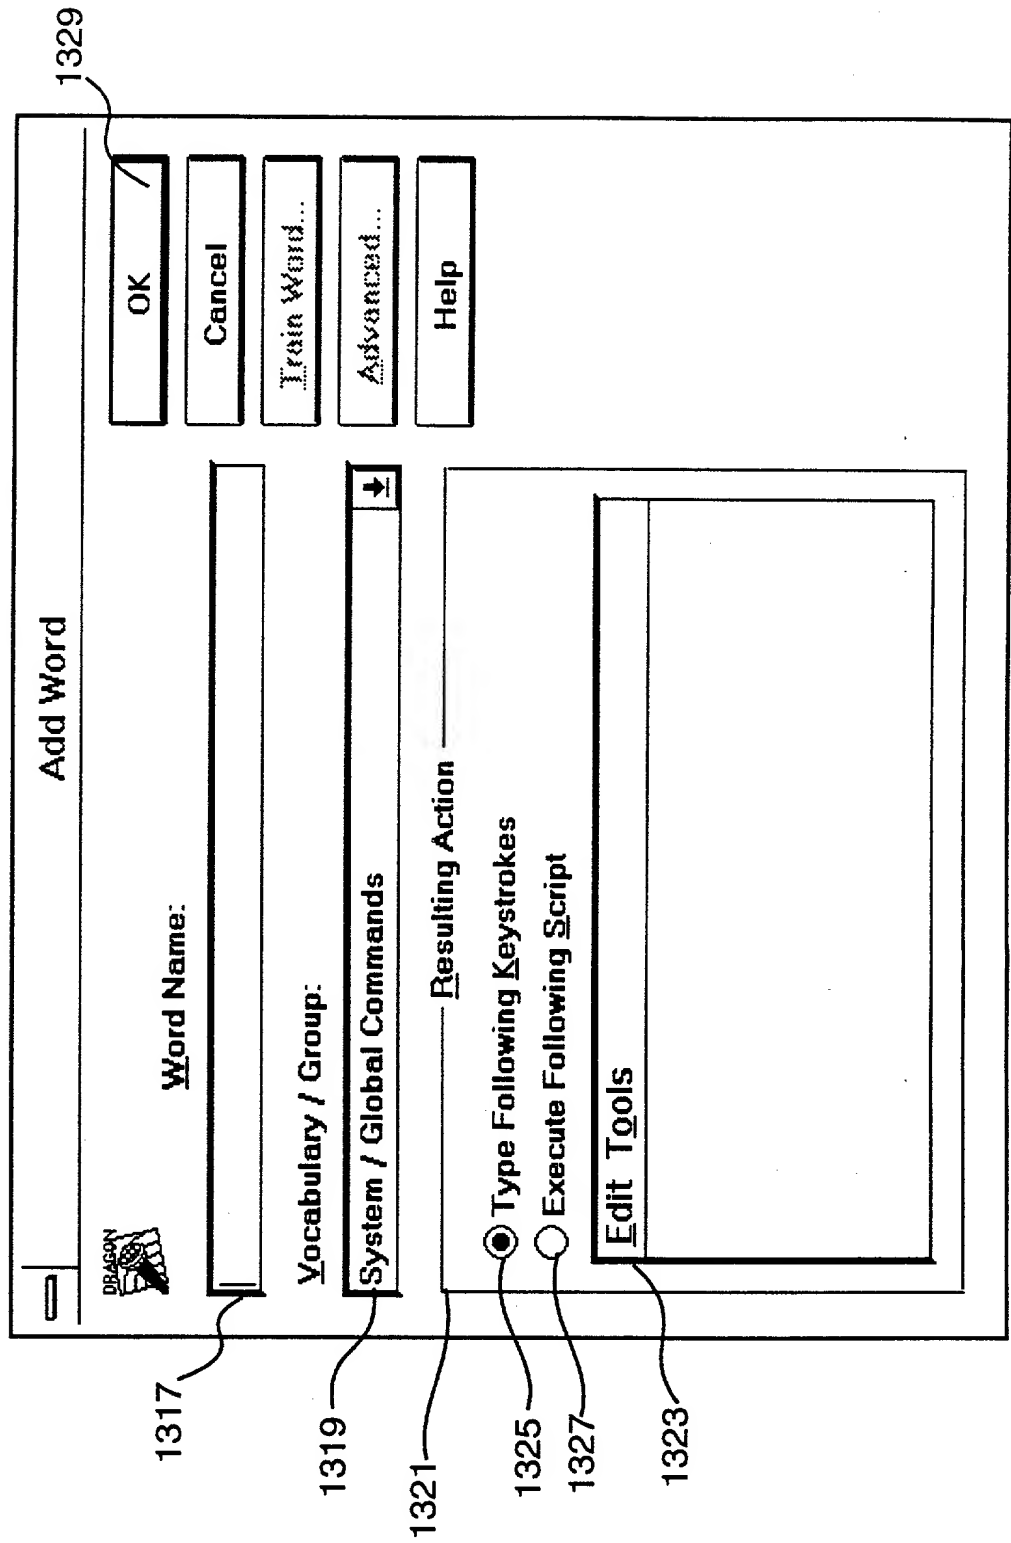 Add Word
DRAGON
Word Name:
OK
1329
Cancel
1317
Vocabulary / Group:
Train Word...
System / Global Commands
Advanced...
1319
Resulting Action
Help
1321
Type Following Keystrokes
1325
Execute Following Script
1327
Edit Tools
1323